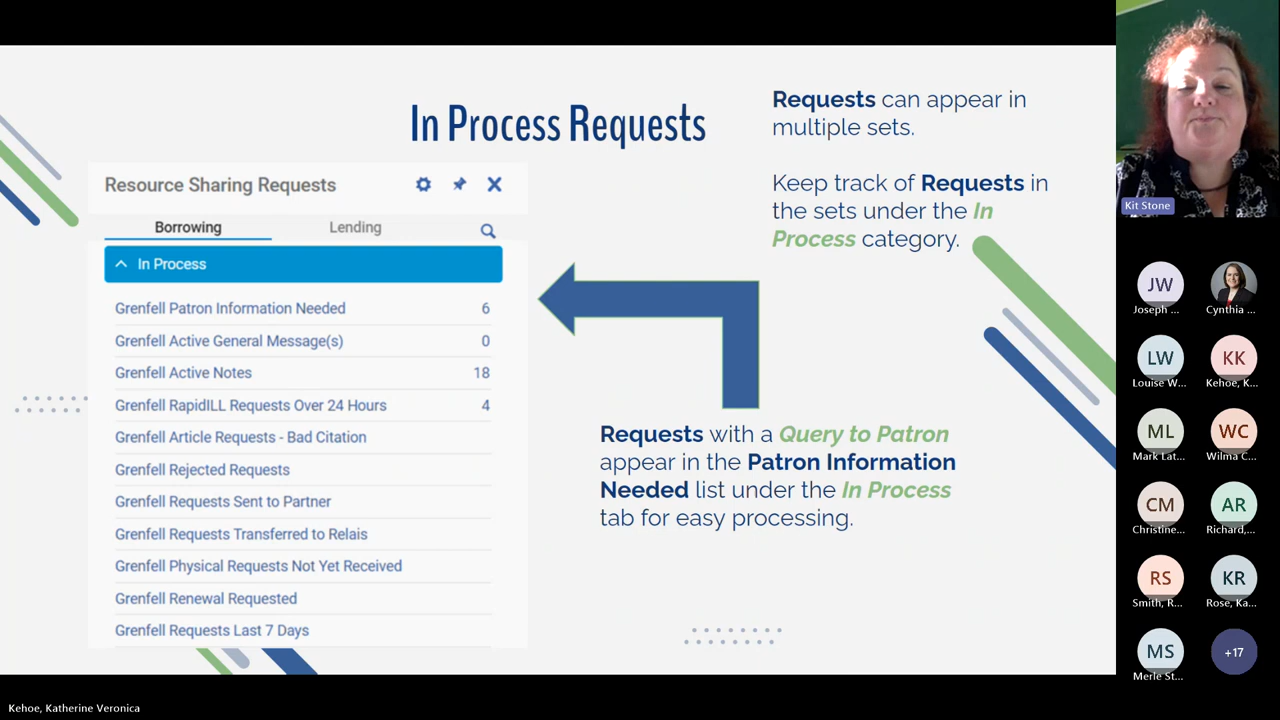 In Process Requests
Requests can appear in
multiple sets.
Keep track of Requests in
the sets under the In
Process category.
Resource Sharing Requests
Borrowing
Lending
In Process
Grenfell Patron Information Needed 6
Grenfell Active General Message(s) 0
Grenfell Active Notes 18
Grenfell RapidILL Requests Over 24 Hours 4
Grenfell Article Requests - Bad Citation
Grenfell Rejected Requests
Grenfell Requests Sent to Partner
Grenfell Requests Transferred to Relais
Grenfell Physical Requests Not Yet Received
Grenfell Renewal Requested
Grenfell Requests Last 7 Days
Requests with a Query to Patron
appear in the Patron Information
Needed list under the In Process
tab for easy processing.
Kit Stone
JW
Joseph ...
Cynthia ...
LW
Louise W...
KK
Kehoe, K...
ML
Mark Lat...
WC
Wilma C...
CM
Christine...
AR
Richard,...
RS
Smith, R...
KR
Rose, Ka...
MS
Merle St...
+17
Kehoe, Katherine Veronica